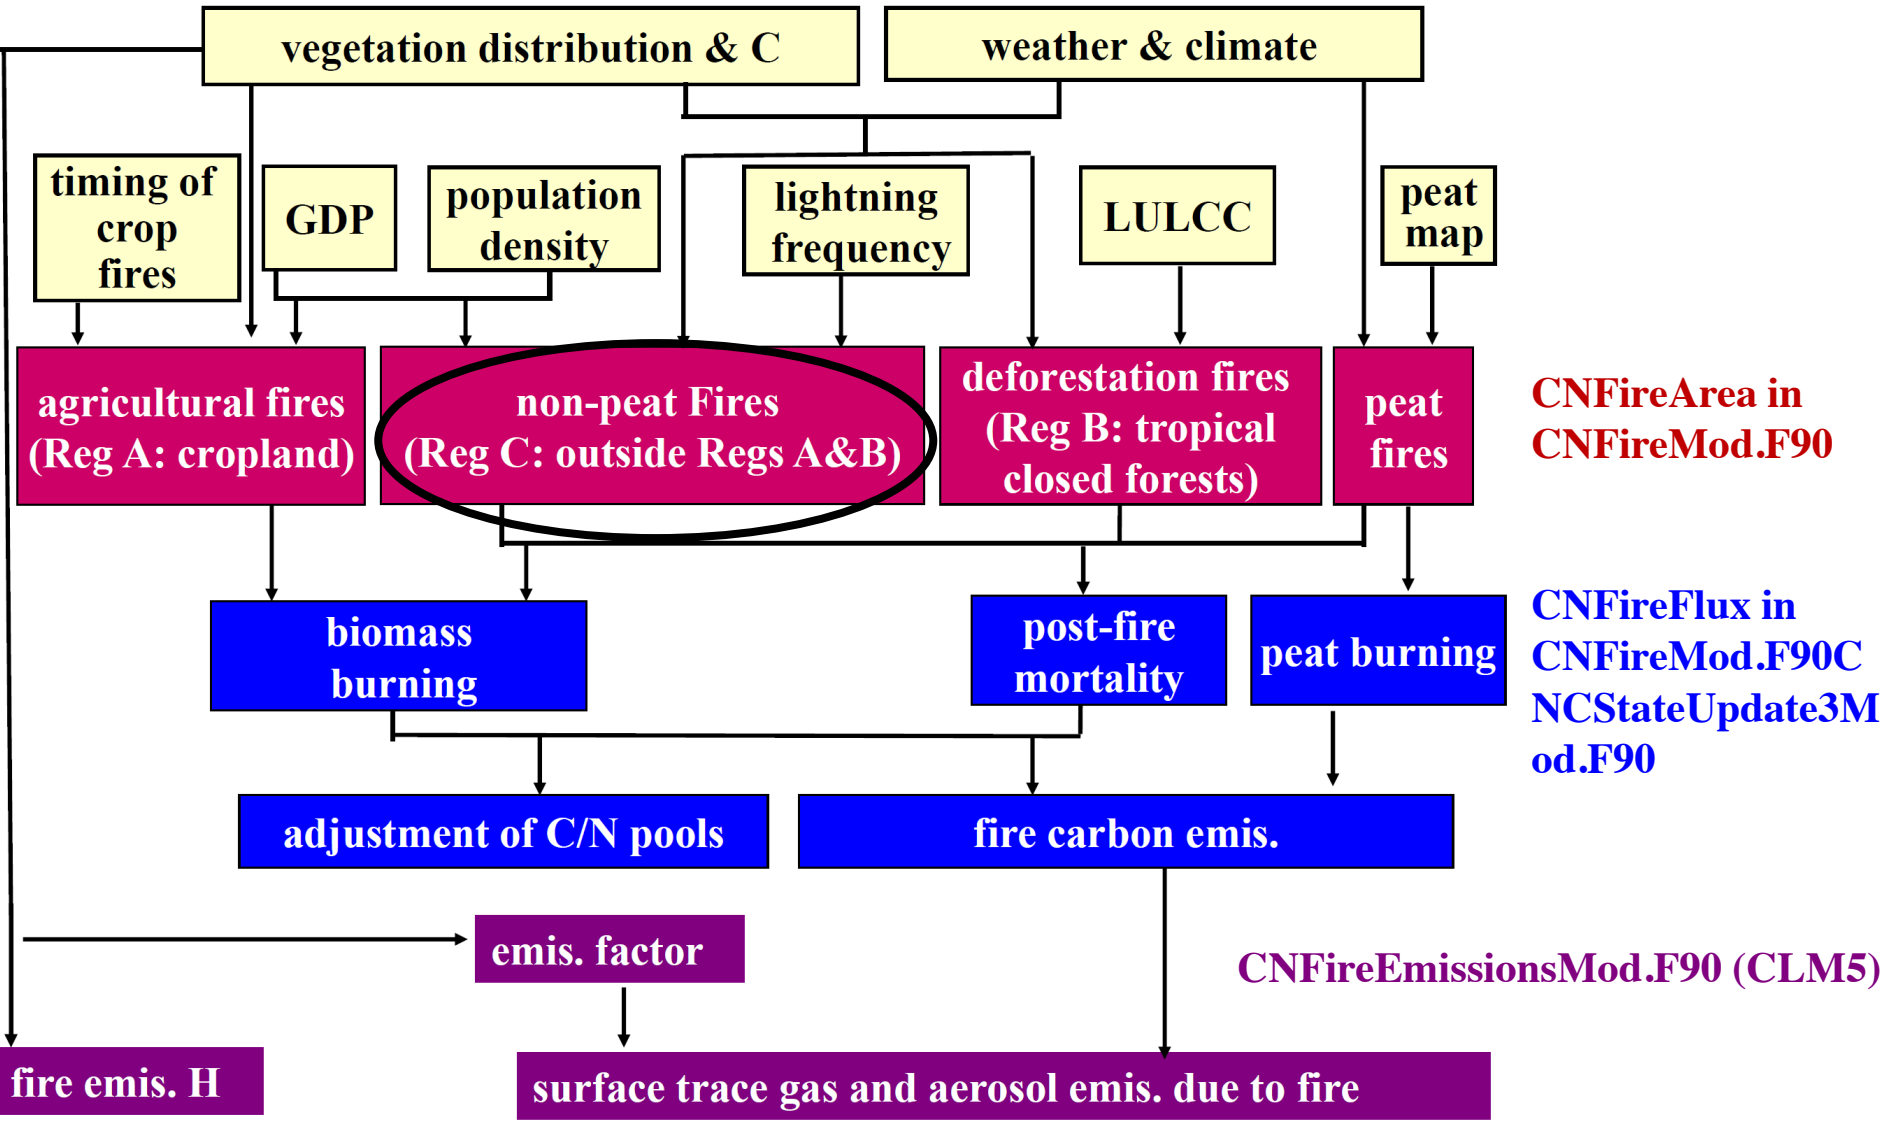 vegetation distribution & C
weather & climate
timing of
crop
fires
GDP
population
density
lightning
frequency
LULCC
peat
map
agricultural fires
(Reg A: cropland)
non-peat Fires
(Reg C: outside Regs A&B)
deforestation fires
(Reg B: tropical
closed forests)
peat
fires
CNFireArea in
CNFireMod.F90
biomass
burning
post-fire
mortality
peat burning
CNFireFlux in
CNFireMod.F90C
NCStateUpdate3M
od.F90
adjustment of C/N pools
fire carbon emis.
emis. factor
CNFireEmissionsMod.F90 (CLM5)
fire emis. H
surface trace gas and aerosol emis. due to fire